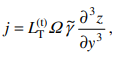 j = L_T^{(t)} Ω γ̃ ∂³z/∂y³ ,